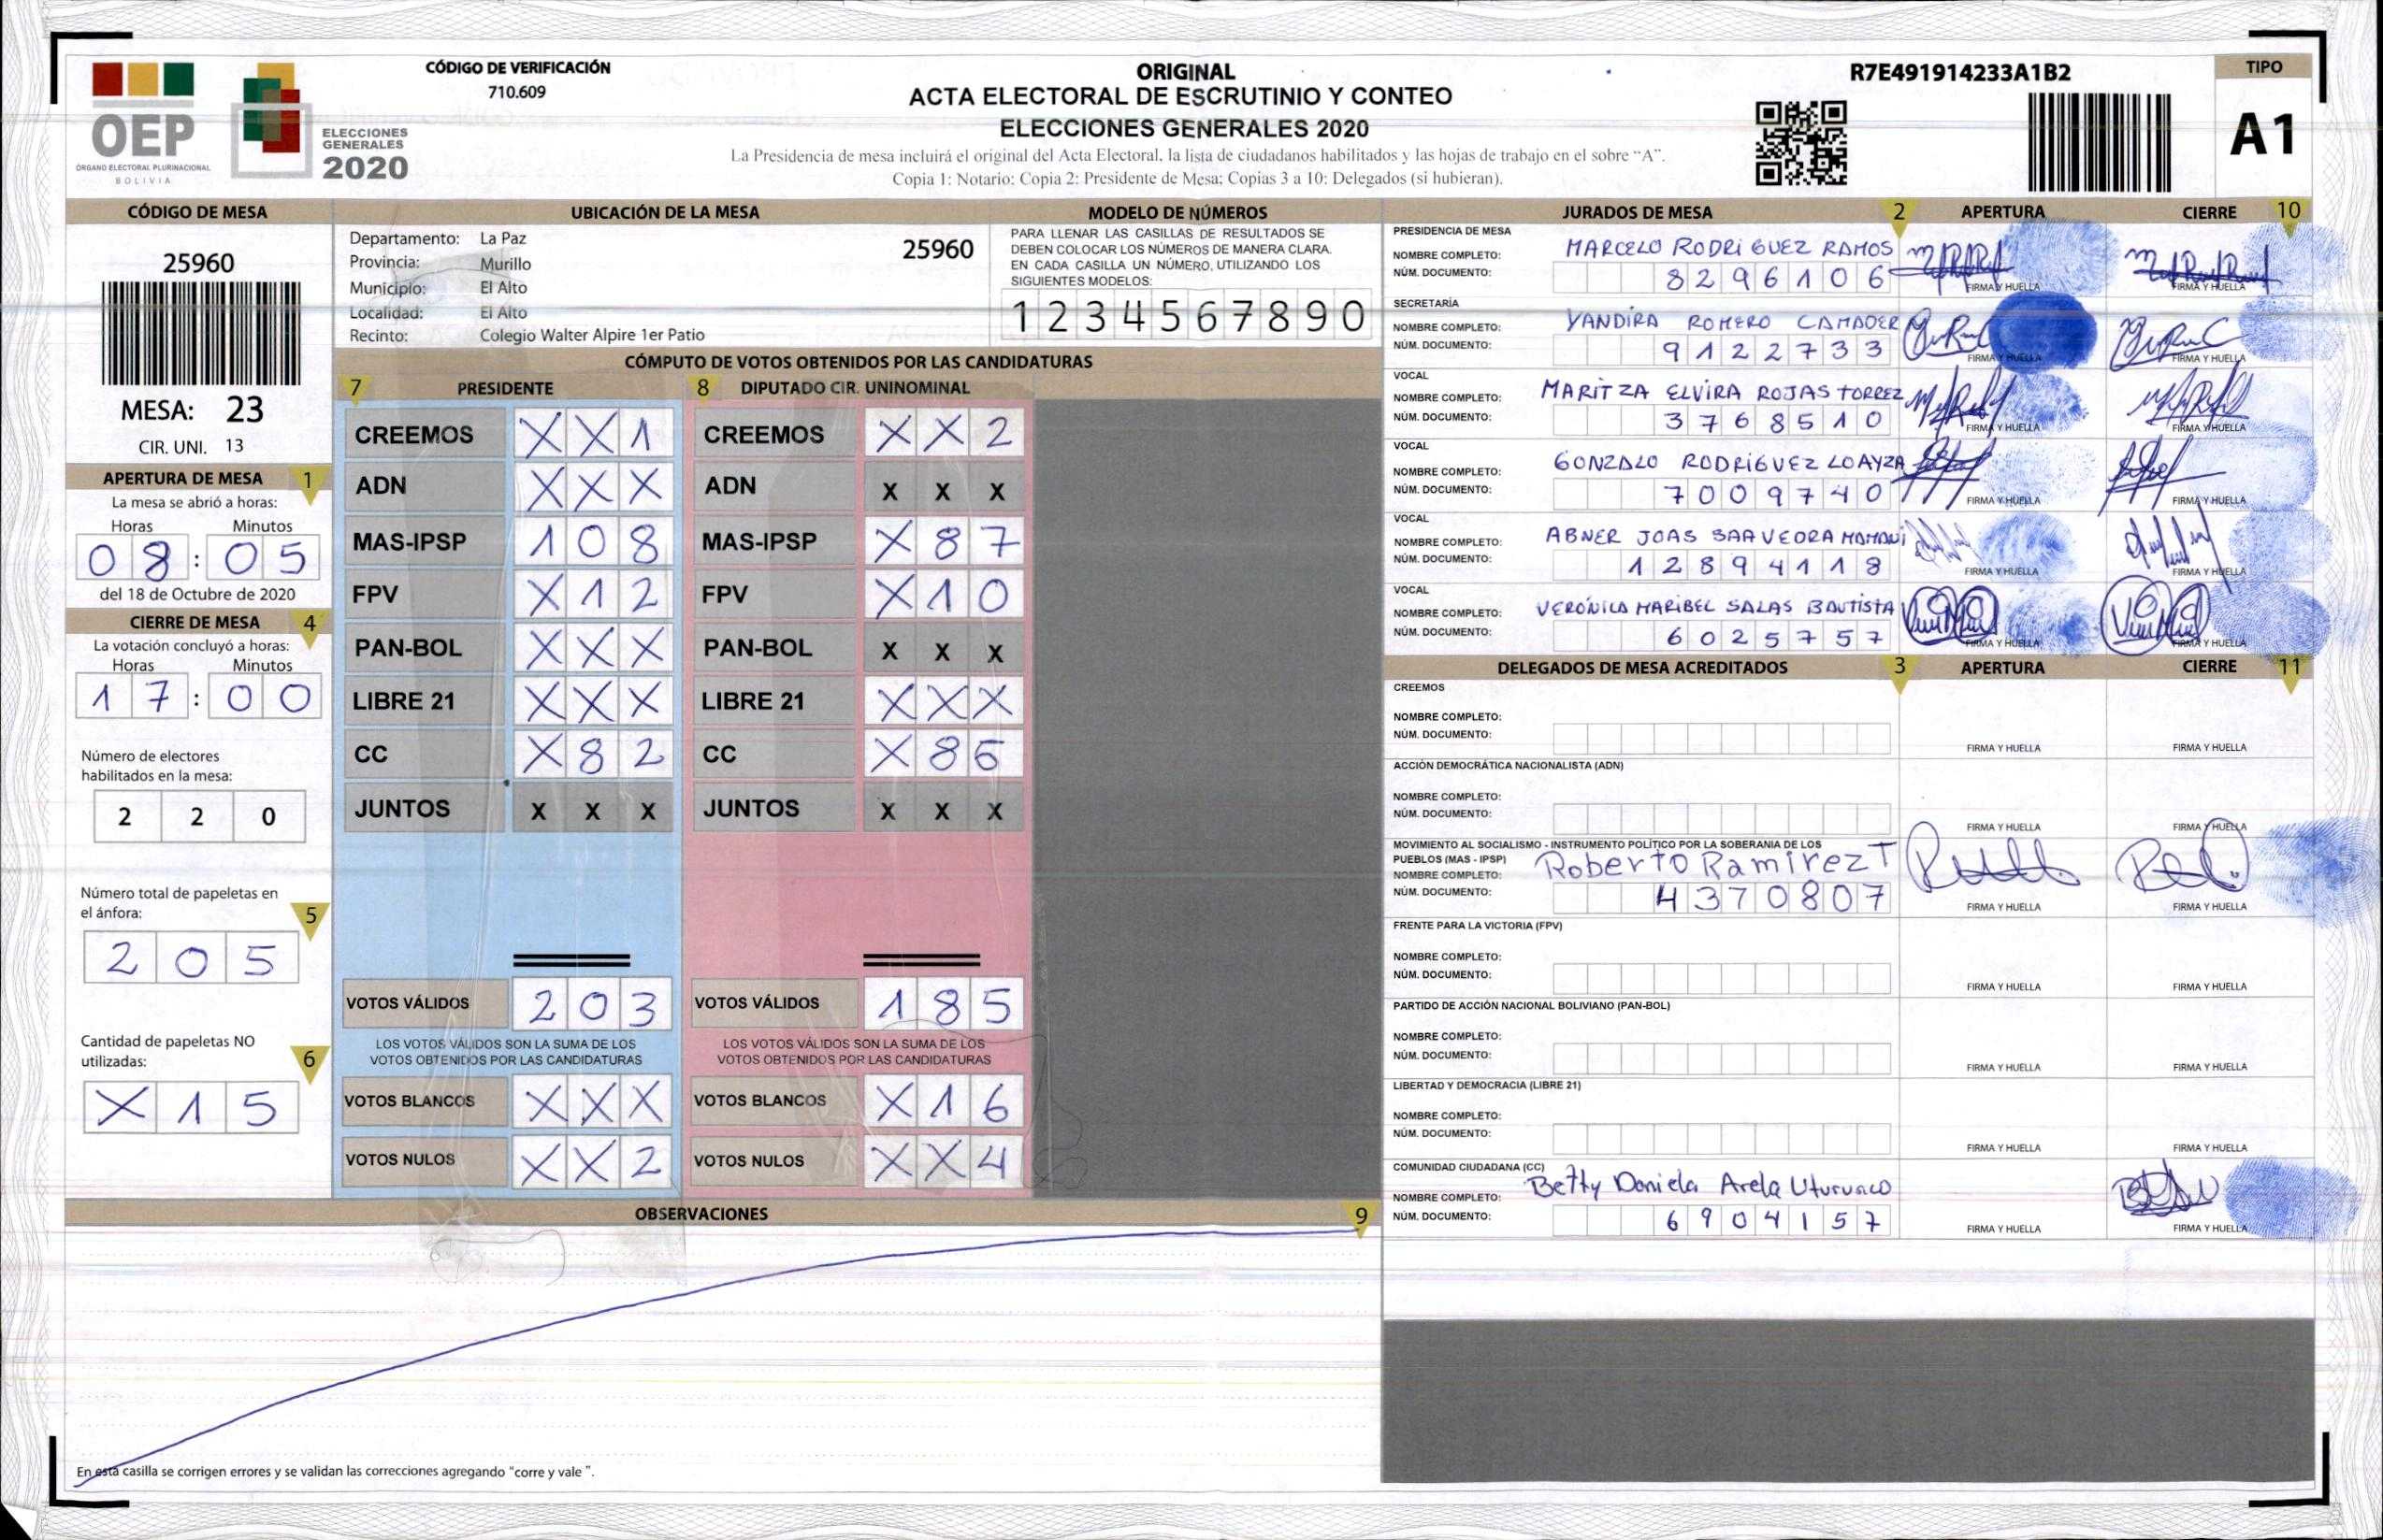 CÓDIGO DE VERIFICACIÓN
710.609
ORIGINAL
ACTA ELECTORAL DE ESCRUTINIO Y CONTEO
ELECCIONES GENERALES 2020
La Presidencia de mesa incluirá el original del Acta Electoral, la lista de ciudadanos habilitados y las hojas de trabajo en el sobre “A”.
Copia 1: Notario; Copia 2: Presidente de Mesa; Copias 3 a 10: Delegados (si hubieran).
R7E491914233A1B2
TIPO
A1
OEP
ÓRGANO ELECTORAL PLURINACIONAL
BOLIVIA
ELECCIONES
GENERALES
2020
CÓDIGO DE MESA
25960
MESA: 23
CIR. UNI. 13
APERTURA DE MESA 1
La mesa se abrió a horas:
Horas Minutos
08:05
del 18 de Octubre de 2020
CIERRE DE MESA 4
La votación concluyó a horas:
Horas Minutos
17:00
Número de electores
habilitados en la mesa:
2 2 0
Número total de papeletas en
el ánfora: 5
2 0 5
Cantidad de papeletas NO
utilizadas: 6
X 1 5
UBICACIÓN DE LA MESA
Departamento: La Paz 25960
Provincia: Murillo
Municipio: El Alto
Localidad: El Alto
Recinto: Colegio Walter Alpire 1er Patio
MODELO DE NÚMEROS
PARA LLENAR LAS CASILLAS DE RESULTADOS SE
DEBEN COLOCAR LOS NÚMEROS DE MANERA CLARA.
EN CADA CASILLA UN NÚMERO, UTILIZANDO LOS
SIGUIENTES MODELOS:
1 2 3 4 5 6 7 8 9 0
CÓMPUTO DE VOTOS OBTENIDOS POR LAS CANDIDATURAS
7 PRESIDENTE 8 DIPUTADO CIR. UNINOMINAL
CREEMOS X X 1 CREEMOS X X 2
ADN X X X ADN X X X
MAS-IPSP 1 0 8 MAS-IPSP X 8 7
FPV X 1 2 FPV X 1 0
PAN-BOL X X X PAN-BOL X X X
LIBRE 21 X X X LIBRE 21 X X X
CC X 8 2 CC X 8 6
JUNTOS X X X JUNTOS X X X
VOTOS VÁLIDOS 2 0 3 VOTOS VÁLIDOS 1 8 5
LOS VOTOS VÁLIDOS SON LA SUMA DE LOS LOS VOTOS VÁLIDOS SON LA SUMA DE LOS
VOTOS OBTENIDOS POR LAS CANDIDATURAS VOTOS OBTENIDOS POR LAS CANDIDATURAS
VOTOS BLANCOS X X X VOTOS BLANCOS X 1 6
VOTOS NULOS X X 2 VOTOS NULOS X X 4
OBSERVACIONES 9
En esta casilla se corrigen errores y se validan las correcciones agregando “corre y vale ”.
JURADOS DE MESA 2 APERTURA CIERRE 10
PRESIDENCIA DE MESA
NOMBRE COMPLETO: MARCELO RODRIGUEZ RAMOS
NÚM. DOCUMENTO: 8296106 FIRMA Y HUELLA FIRMA Y HUELLA
SECRETARÍA
NOMBRE COMPLETO: YANDIRA ROMERO
NÚM. DOCUMENTO: 9122733 FIRMA Y HUELLA FIRMA Y HUELLA
VOCAL
NOMBRE COMPLETO: MARITZA ELVIRA ROJAS TORREZ
NÚM. DOCUMENTO: 3768510 FIRMA Y HUELLA FIRMA Y HUELLA
VOCAL
NOMBRE COMPLETO: GONZALO RODRIGUEZ LOAYZA
NÚM. DOCUMENTO: 7009740 FIRMA Y HUELLA FIRMA Y HUELLA
VOCAL
NOMBRE COMPLETO: ABNER JOAS SAAVEDRA MAMANI
NÚM. DOCUMENTO: 12894118 FIRMA Y HUELLA FIRMA Y HUELLA
VOCAL
NOMBRE COMPLETO: VERÓNICA MARIBEL SALAS BAUTISTA
NÚM. DOCUMENTO: 6025757 FIRMA Y HUELLA FIRMA Y HUELLA
DELEGADOS DE MESA ACREDITADOS 3 APERTURA CIERRE 11
CREEMOS
NOMBRE COMPLETO:
NÚM. DOCUMENTO: FIRMA Y HUELLA FIRMA Y HUELLA
ACCIÓN DEMOCRÁTICA NACIONALISTA (ADN)
NOMBRE COMPLETO:
NÚM. DOCUMENTO: FIRMA Y HUELLA FIRMA Y HUELLA
MOVIMIENTO AL SOCIALISMO - INSTRUMENTO POLÍTICO POR LA SOBERANIA DE LOS
PUEBLOS (MAS - IPSP)
NOMBRE COMPLETO: Roberto Ramirez T
NÚM. DOCUMENTO: 4370807 FIRMA Y HUELLA FIRMA Y HUELLA
FRENTE PARA LA VICTORIA (FPV)
NOMBRE COMPLETO:
NÚM. DOCUMENTO: FIRMA Y HUELLA FIRMA Y HUELLA
PARTIDO DE ACCIÓN NACIONAL BOLIVIANO (PAN-BOL)
NOMBRE COMPLETO:
NÚM. DOCUMENTO: FIRMA Y HUELLA FIRMA Y HUELLA
LIBERTAD Y DEMOCRACIA (LIBRE 21)
NOMBRE COMPLETO:
NÚM. DOCUMENTO: FIRMA Y HUELLA FIRMA Y HUELLA
COMUNIDAD CIUDADANA (CC)
NOMBRE COMPLETO: Betty Daniela Arela
NÚM. DOCUMENTO: 6904157 FIRMA Y HUELLA FIRMA Y HUELLA